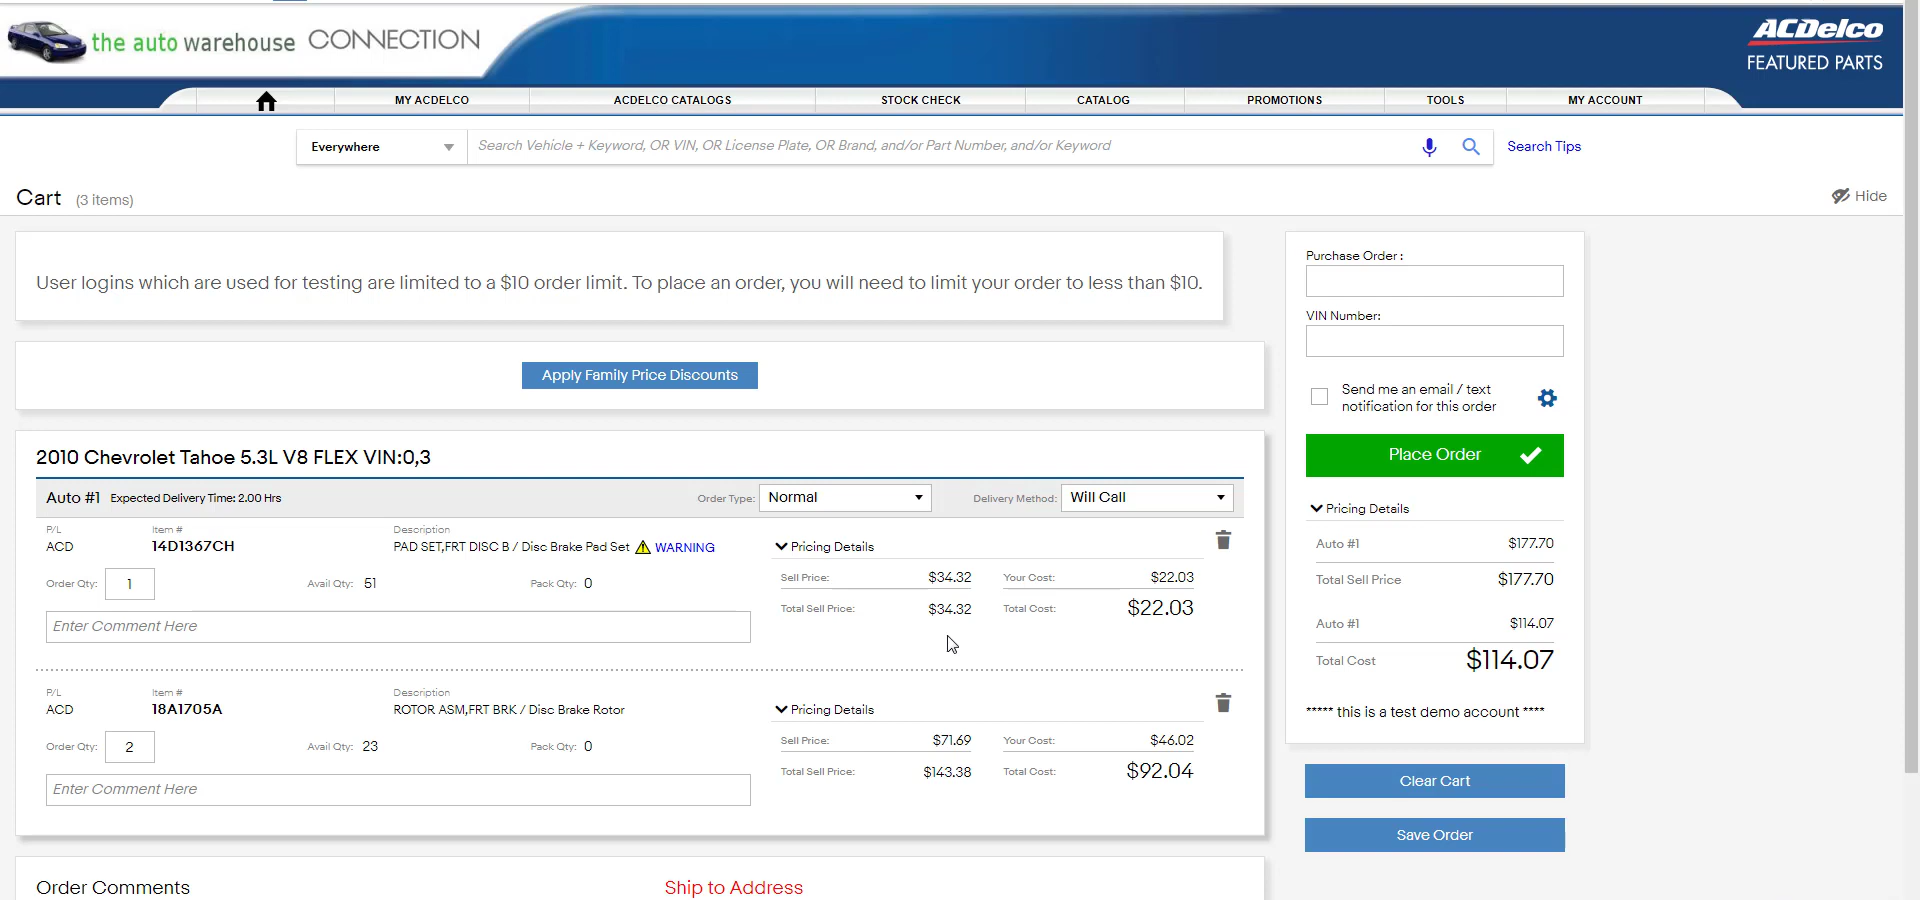 the auto warehouse CONNECTION
ACDelco
FEATURED PARTS
MY ACDELCO
ACDELCO CATALOGS
STOCK CHECK
CATALOG
PROMOTIONS
TOOLS
MY ACCOUNT
Everywhere
Search Vehicle + Keyword, OR VIN, OR License Plate, OR Brand, and/or Part Number, and/or Keyword
Search Tips
Cart (3 items)
Hide
User logins which are used for testing are limited to a $10 order limit. To place an order, you will need to limit your order to less than $10.
Apply Family Price Discounts
2010 Chevrolet Tahoe 5.3L V8 FLEX VIN:0,3
Auto #1 Expected Delivery Time: 2.00 Hrs
Order Type: Normal
Delivery Method: Will Call
P/L
Item #
Description
ACD
14D1367CH
PAD SET,FRT DISC B / Disc Brake Pad Set WARNING
Pricing Details
Order Qty: 1
Avail Qty: 51
Pack Qty: 0
Sell Price: $34.32
Your Cost: $22.03
Total Sell Price: $34.32
Total Cost: $22.03
Enter Comment Here
P/L
Item #
Description
ACD
18A1705A
ROTOR ASM,FRT BRK / Disc Brake Rotor
Pricing Details
Order Qty: 2
Avail Qty: 23
Pack Qty: 0
Sell Price: $71.69
Your Cost: $46.02
Total Sell Price: $143.38
Total Cost: $92.04
Enter Comment Here
Order Comments
Ship to Address
Purchase Order :
VIN Number:
Send me an email / text
notification for this order
Place Order
Pricing Details
Auto #1 $177.70
Total Sell Price $177.70
Auto #1 $114.07
Total Cost $114.07
***** this is a test demo account ****
Clear Cart
Save Order